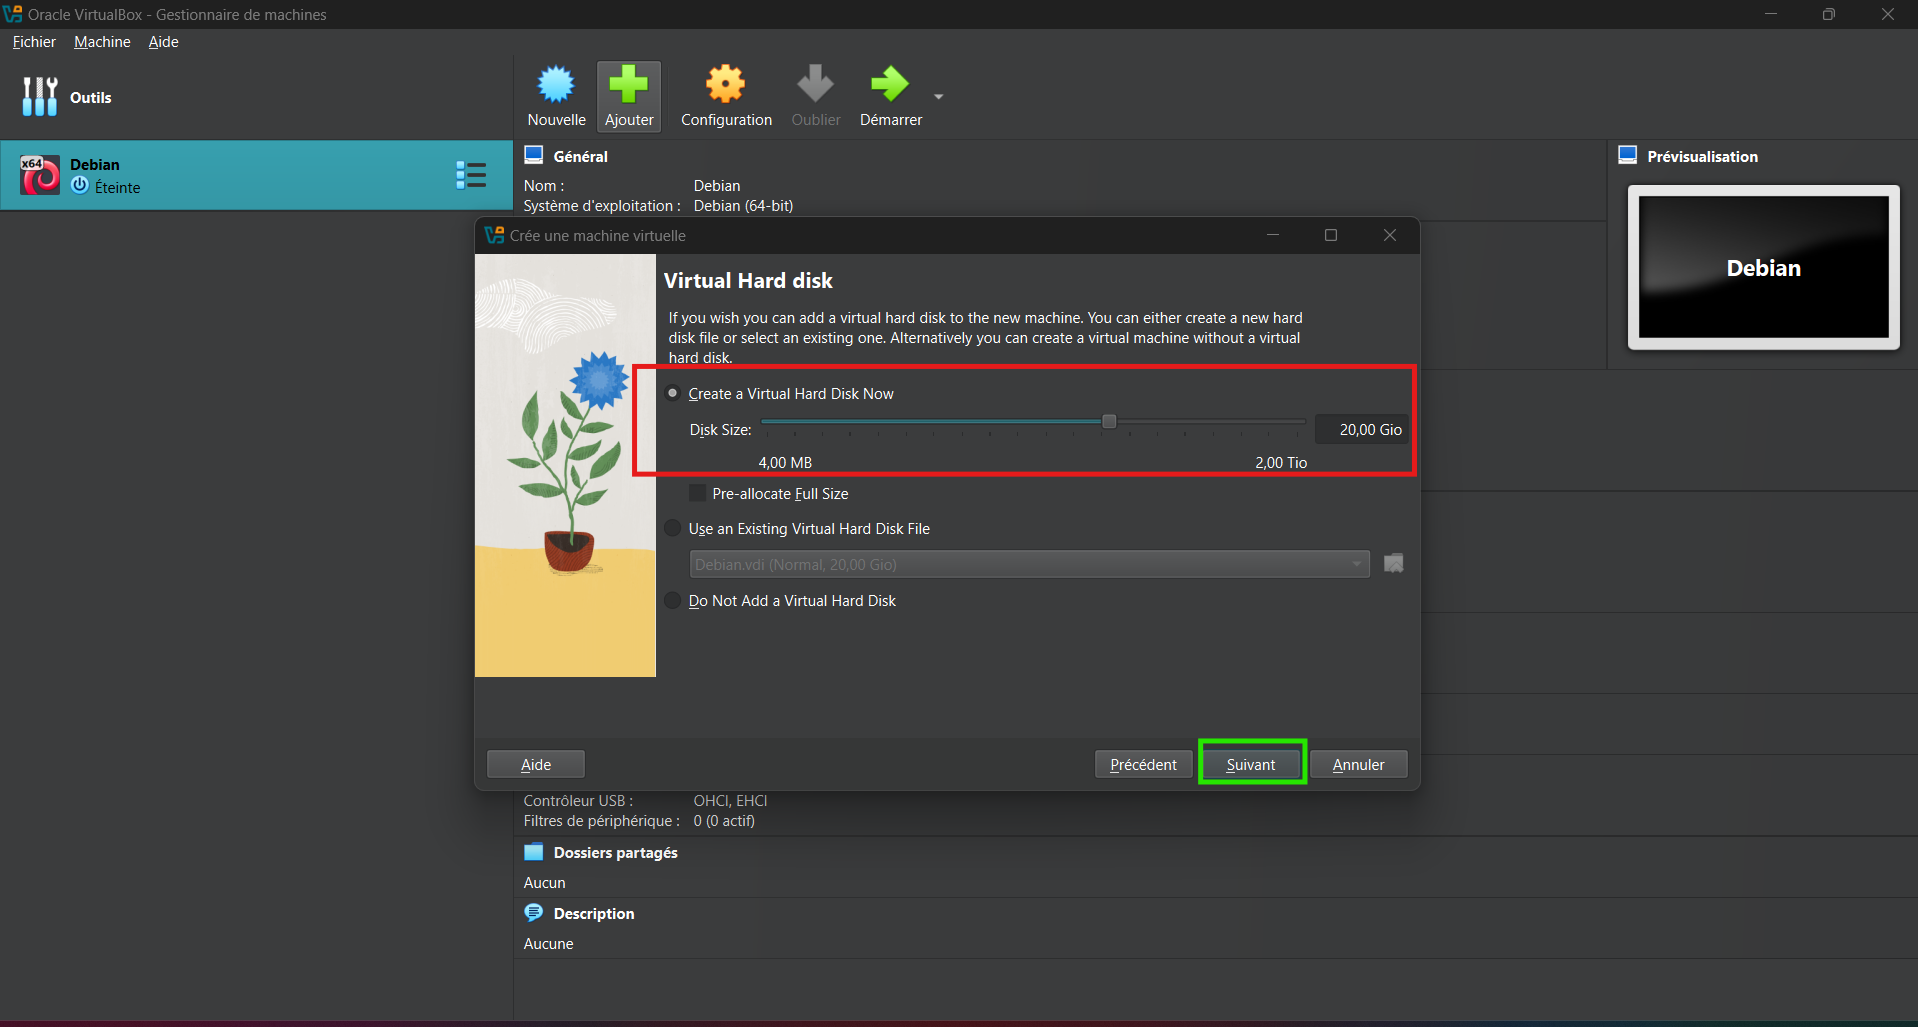 Oracle VirtualBox - Gestionnaire de machines
Fichier Machine Aide
Outils
Nouvelle Ajouter Configuration Oublier Démarrer
x64 Debian
Éteinte
Général
Nom : Debian
Système d'exploitation : Debian (64-bit)
Prévisualisation
Debian
Crée une machine virtuelle
Virtual Hard disk
If you wish you can add a virtual hard disk to the new machine. You can either create a new hard
disk file or select an existing one. Alternatively you can create a virtual machine without a virtual
hard disk.
Create a Virtual Hard Disk Now
Disk Size: 20,00 Gio
4,00 MB 2,00 Tio
Pre-allocate Full Size
Use an Existing Virtual Hard Disk File
Debian.vdi (Normal, 20,00 Gio)
Do Not Add a Virtual Hard Disk
Aide Précédent Suivant Annuler
Contrôleur USB : OHCI, EHCI
Filtres de périphérique : 0 (0 actif)
Dossiers partagés
Aucun
Description
Aucune